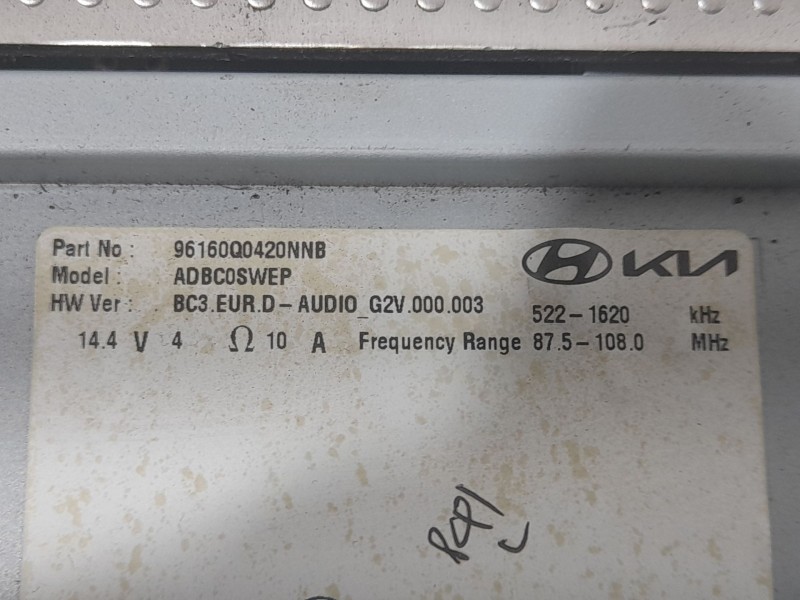 Part No : 96160Q0420NNB
Model : ADBC0SWEP
HW Ver : BC3.EUR.D-AUDIO_G2V.000.003
KIA
522-1620 kHz
14.4 V 4 Ω 10 A Frequency Range 87.5-108.0 MHz